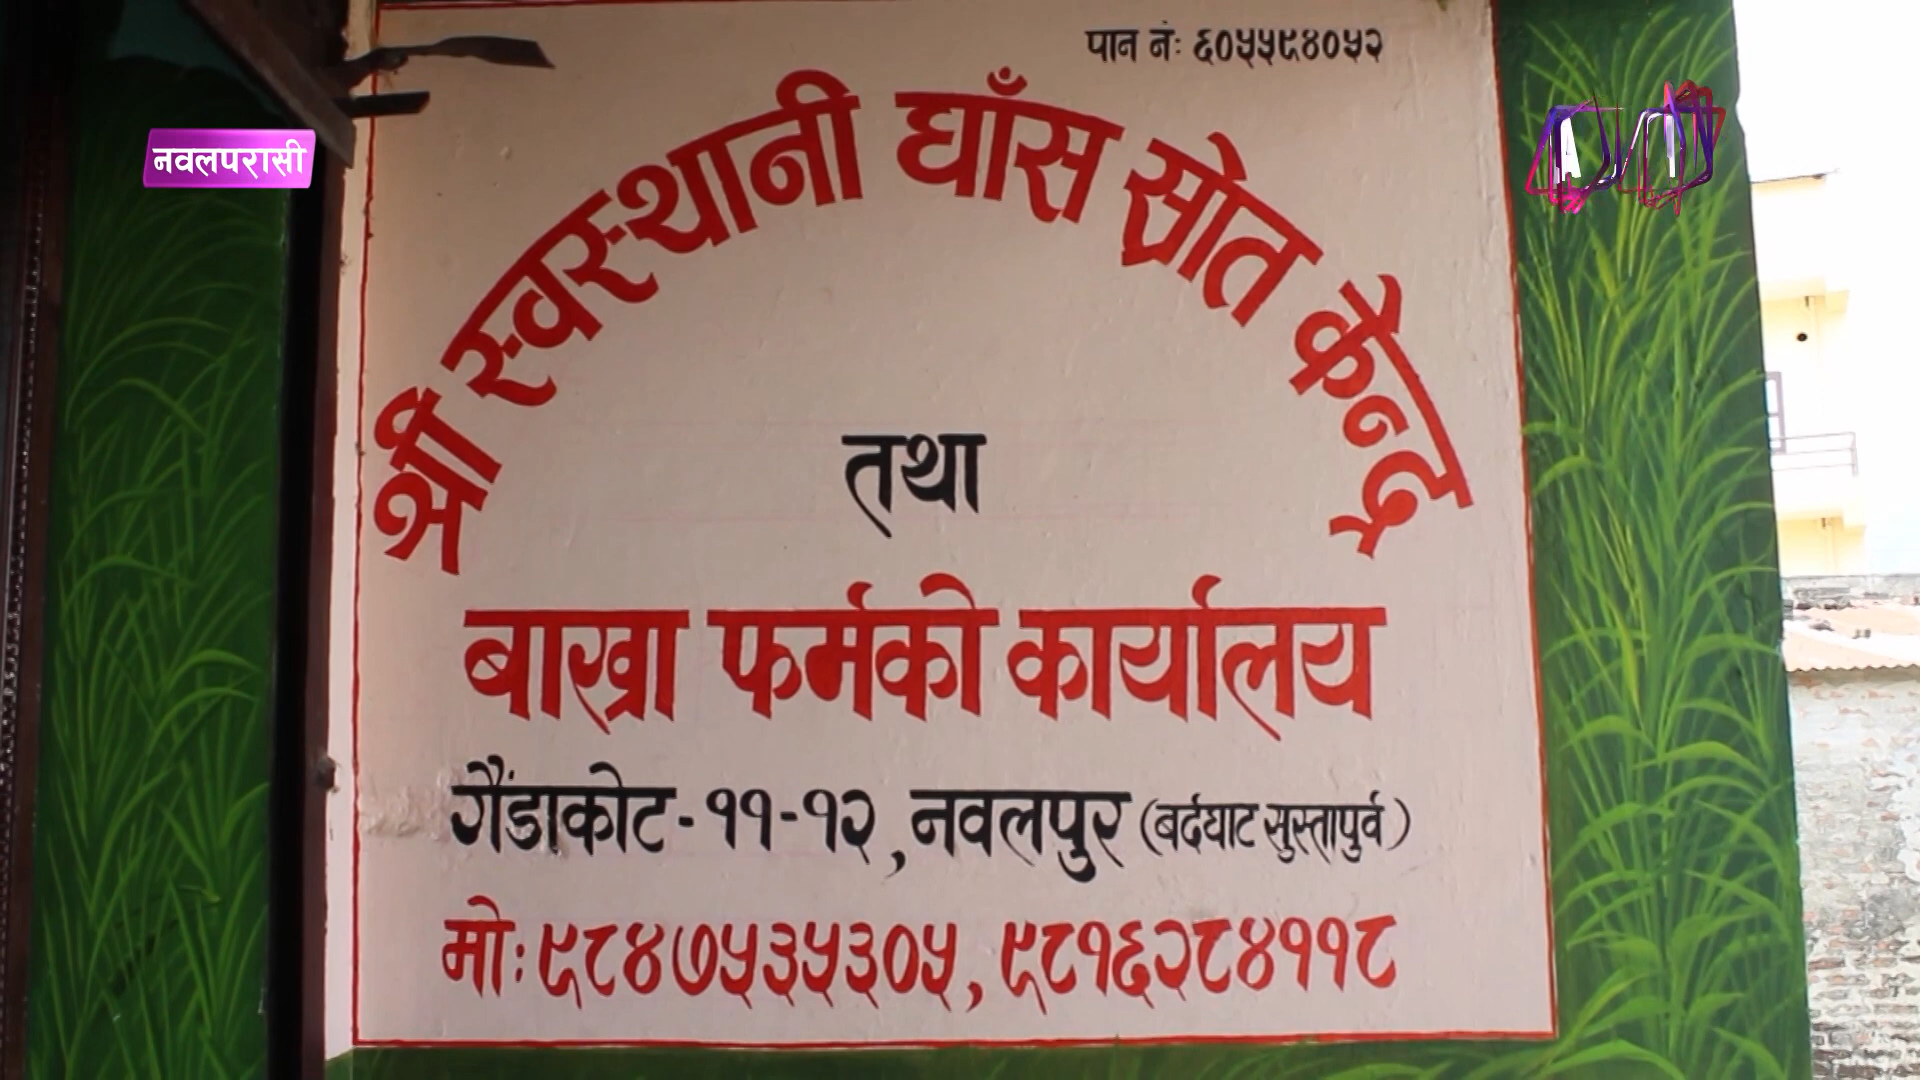 पान नं: ६०५५९४०५२
नवलपरासी
श्री स्वस्थानी घाँस स्रोत केन्द्र
तथा
बाख्रा फर्मको कार्यालय
गैंडाकोट-११-१२, नवलपुर (बर्दघाट सुस्तापुर्व)
मो: ९८४७५३५३०५, ९८१६२८४११८